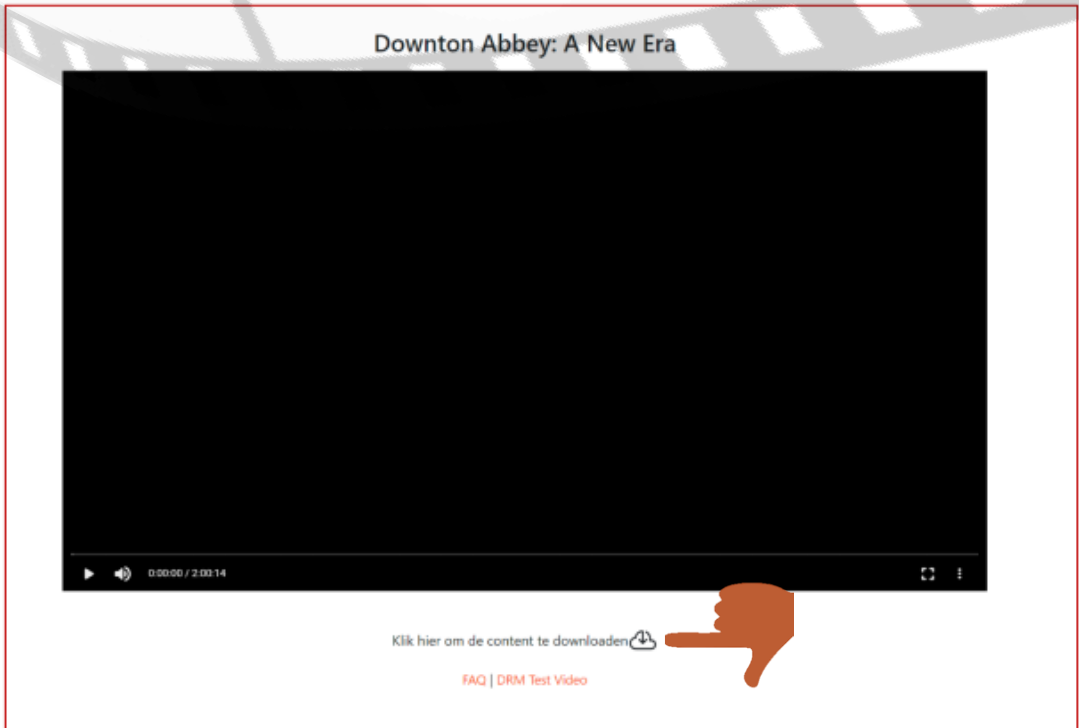 Downton Abbey: A New Era
0:00:00 / 2:00:14
Klik hier om de content te downloaden
FAQ | DRM Test Video